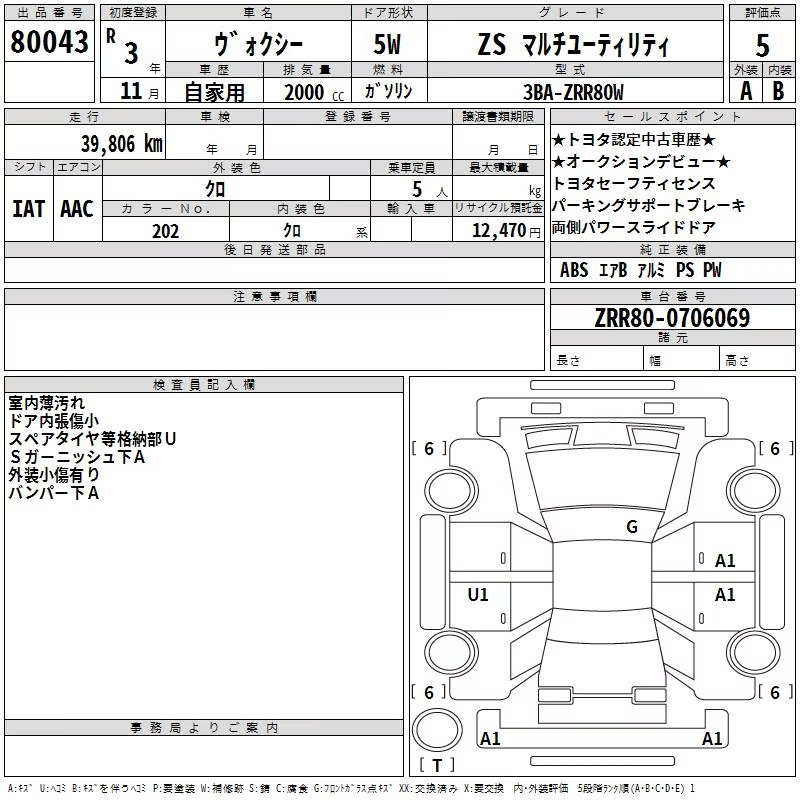 出品番号 初度登録 車名 ドア形状 グレード 評価点
80043 R 3 年 ヴォクシー 5W ZS マルチユーティリティ 5
車歴 排気量 燃料 型式 外装 内装
11 月 自家用 2000 CC ガソリン 3BA-ZRR80W A B
走行 車検 登録番号 譲渡書類期限 セールスポイント
39,806 km 年 月 月 日
★トヨタ認定中古車歴★
★オークションデビュー★
トヨタセーフティセンス
パーキングサポートブレーキ
両側パワースライドドア
シフト エアコン 外装色 乗車定員 最大積載量
IAT AAC クロ 5 人 kg
カラーNo. 内装色 輸入車 リサイクル預託金
202 クロ 系 12,470 円
後日発送部品 純正装備
ABS エアB アルミ PS PW
注意事項欄 車台番号
ZRR80-0706069
諸元
長さ 幅 高さ
検査員記入欄
室内薄汚れ
ドア内張傷小
スペアタイヤ等格納部U
Sガーニッシュ下A
外装小傷有り
バンパー下A
[ 6 ] [ 6 ]
G
A1
U1 A1
[ 6 ] [ 6 ]
A1 A1
[ T ]
事務局よりご案内
A:キズ U:ヘコミ B:キズを伴うヘコミ P:要塗装 W:補修跡 S:錆 C:腐食 G:フロントガラス点キズ XX:交換済み X:要交換 内・外装評価 5段階ランク順(A・B・C・D・E) 1